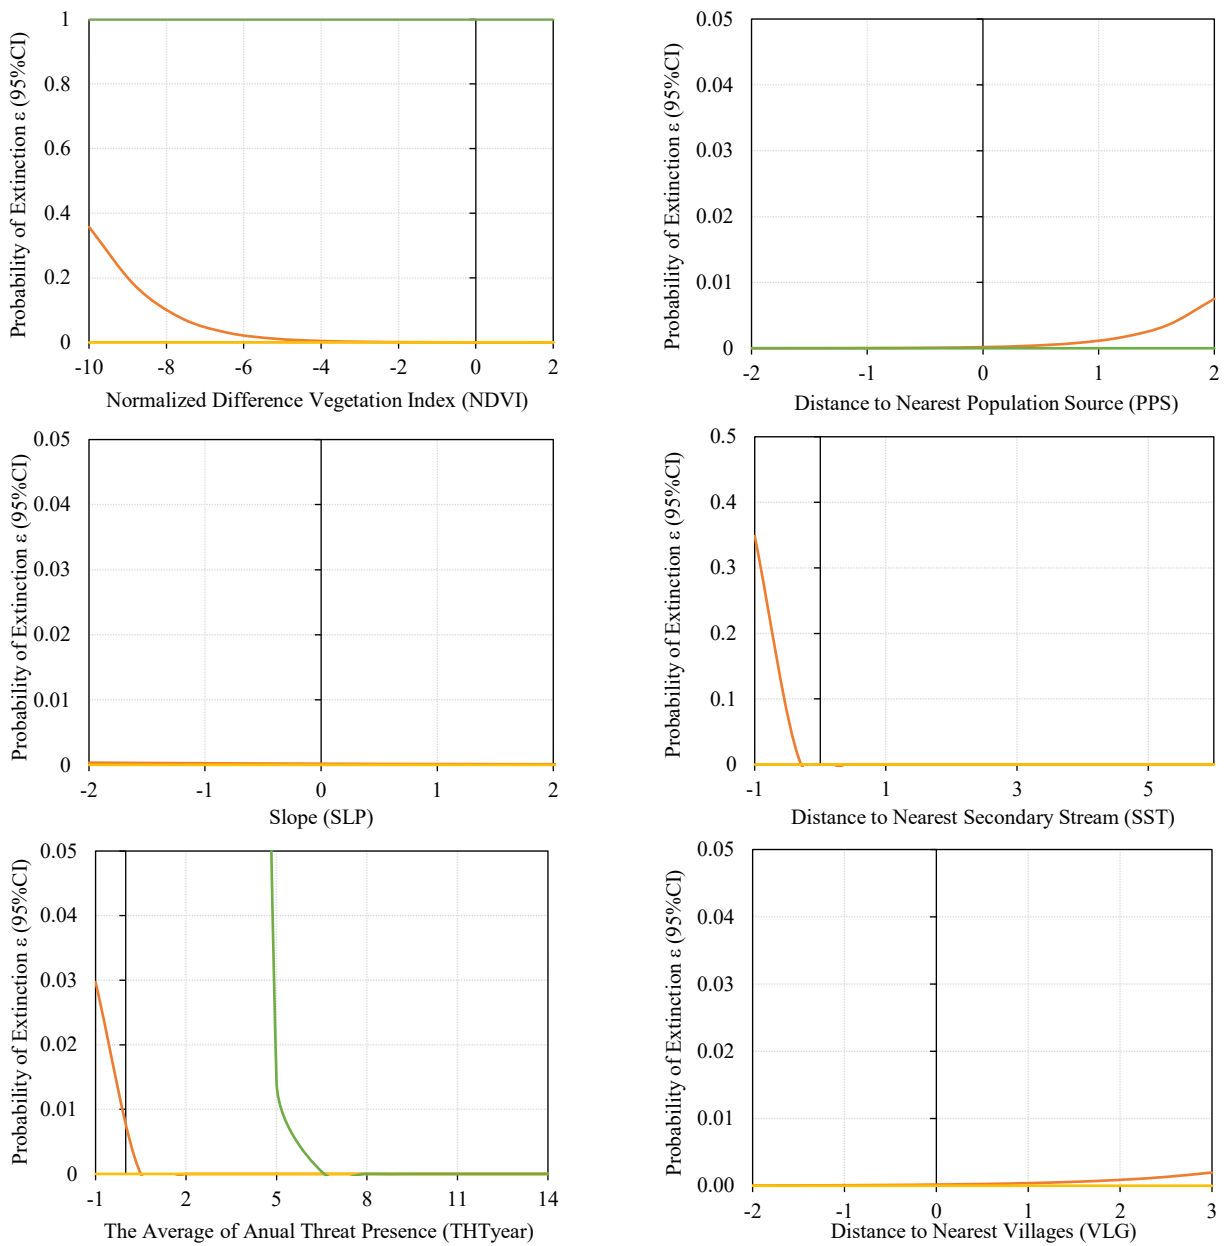 Probability of Extinction ε (95%CI)
1
0.8
0.6
0.4
0.2
0
-10 -8 -6 -4 -2 0 2
Normalized Difference Vegetation Index (NDVI)
Probability of Extinction ε (95%CI)
0.05
0.04
0.03
0.02
0.01
0
-2 -1 0 1 2
Distance to Nearest Population Source (PPS)
Probability of Extinction ε (95%CI)
0.05
0.04
0.03
0.02
0.01
0
-2 -1 0 1 2
Slope (SLP)
Probability of Extinction ε (95%CI)
0.5
0.4
0.3
0.2
0.1
0
-1 1 3 5
Distance to Nearest Secondary Stream (SST)
Probability of Extinction ε (95%CI)
0.05
0.04
0.03
0.02
0.01
0
-1 2 5 8 11 14
The Average of Anual Threat Presence (THTyear)
Probability of Extinction ε (95%CI)
0.05
0.04
0.03
0.02
0.01
0.00
-2 -1 0 1 2 3
Distance to Nearest Villages (VLG)